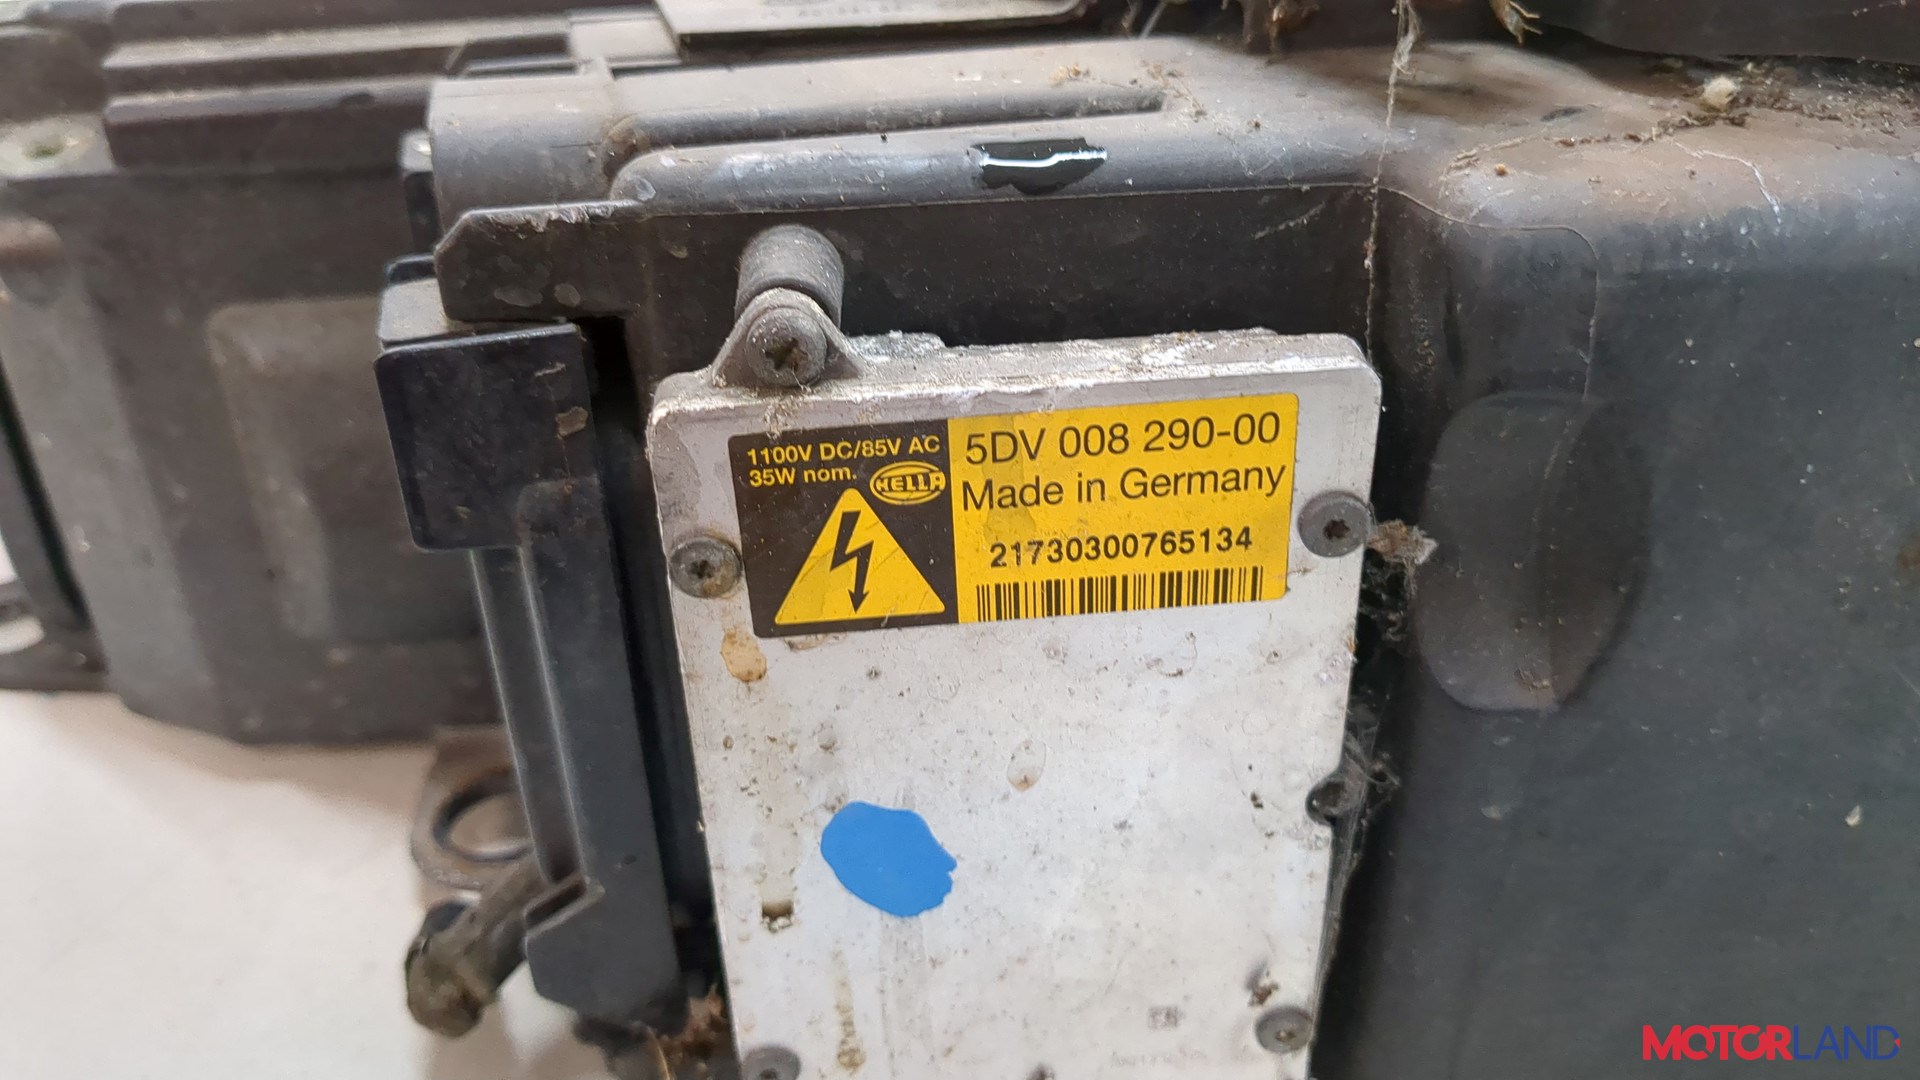 1100V DC/85V AC
35W nom.
HELLA
5DV 008 290-00
Made in Germany
21730300765134
MOTORLAND